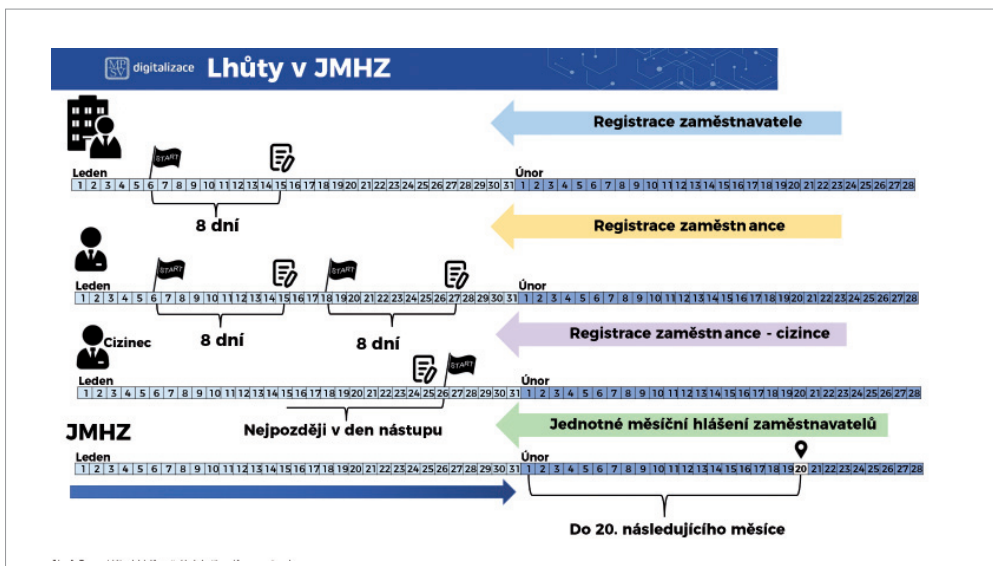 MPSV digitalizace Lhůty v JMHZ
Registrace zaměstnavatele
START
Leden Únor
1 2 3 4 5 6 7 8 9 10 11 12 13 14 15 16 17 18 19 20 21 22 23 24 25 26 27 28 29 30 31 1 2 3 4 5 6 7 8 9 10 11 12 13 14 15 16 17 18 19 20 21 22 23 24 25 26 27 28
8 dní
Registrace zaměstnance
START START
Leden Únor
1 2 3 4 5 6 7 8 9 10 11 12 13 14 15 16 17 18 19 20 21 22 23 24 25 26 27 28 29 30 31 1 2 3 4 5 6 7 8 9 10 11 12 13 14 15 16 17 18 19 20 21 22 23 24 25 26 27 28
8 dní 8 dní
Registrace zaměstnance - cizince
Cizinec
START
Leden Únor
1 2 3 4 5 6 7 8 9 10 11 12 13 14 15 16 17 18 19 20 21 22 23 24 25 26 27 28 29 30 31 1 2 3 4 5 6 7 8 9 10 11 12 13 14 15 16 17 18 19 20 21 22 23 24 25 26 27 28
Nejpozději v den nástupu
Jednotné měsíční hlášení zaměstnavatelů
JMHZ
Leden Únor
1 2 3 4 5 6 7 8 9 10 11 12 13 14 15 16 17 18 19 20 21 22 23 24 25 26 27 28 29 30 31 1 2 3 4 5 6 7 8 9 10 11 12 13 14 15 16 17 18 19 20 21 22 23 24 25 26 27 28
Do 20. následujícího měsíce